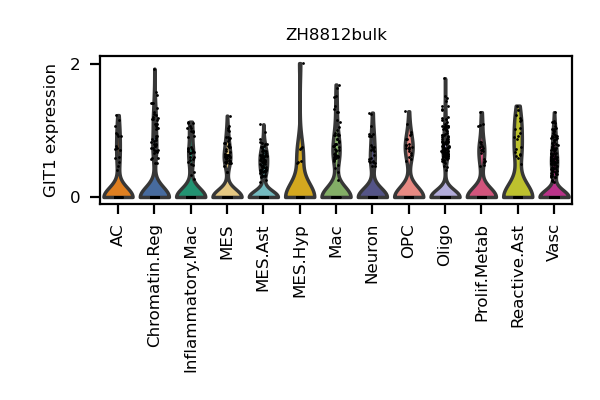 ZH8812bulk
GIT1 expression
2
0
AC
Chromatin.Reg
Inflammatory.Mac
MES
MES.Ast
MES.Hyp
Mac
Neuron
OPC
Oligo
Prolif.Metab
Reactive.Ast
Vasc